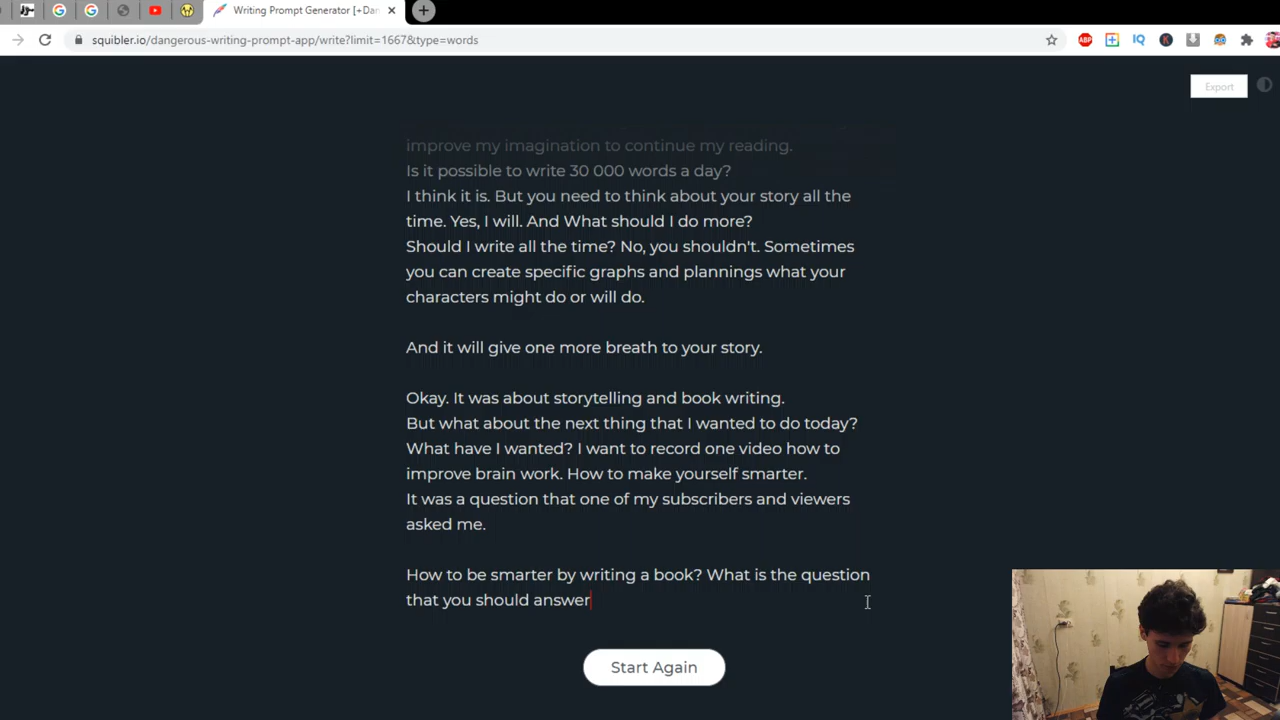 Writing Prompt Generator [+Dan
squibler.io/dangerous-writing-prompt-app/write?limit=1667&type=words
ABP
IQ
K
Export
improve my imagination to continue my reading.
Is it possible to write 30 000 words a day?
I think it is. But you need to think about your story all the
time. Yes, I will. And What should I do more?
Should I write all the time? No, you shouldn't. Sometimes
you can create specific graphs and plannings what your
characters might do or will do.
And it will give one more breath to your story.
Okay. It was about storytelling and book writing.
But what about the next thing that I wanted to do today?
What have I wanted? I want to record one video how to
improve brain work. How to make yourself smarter.
It was a question that one of my subscribers and viewers
asked me.
How to be smarter by writing a book? What is the question
that you should answer
Start Again